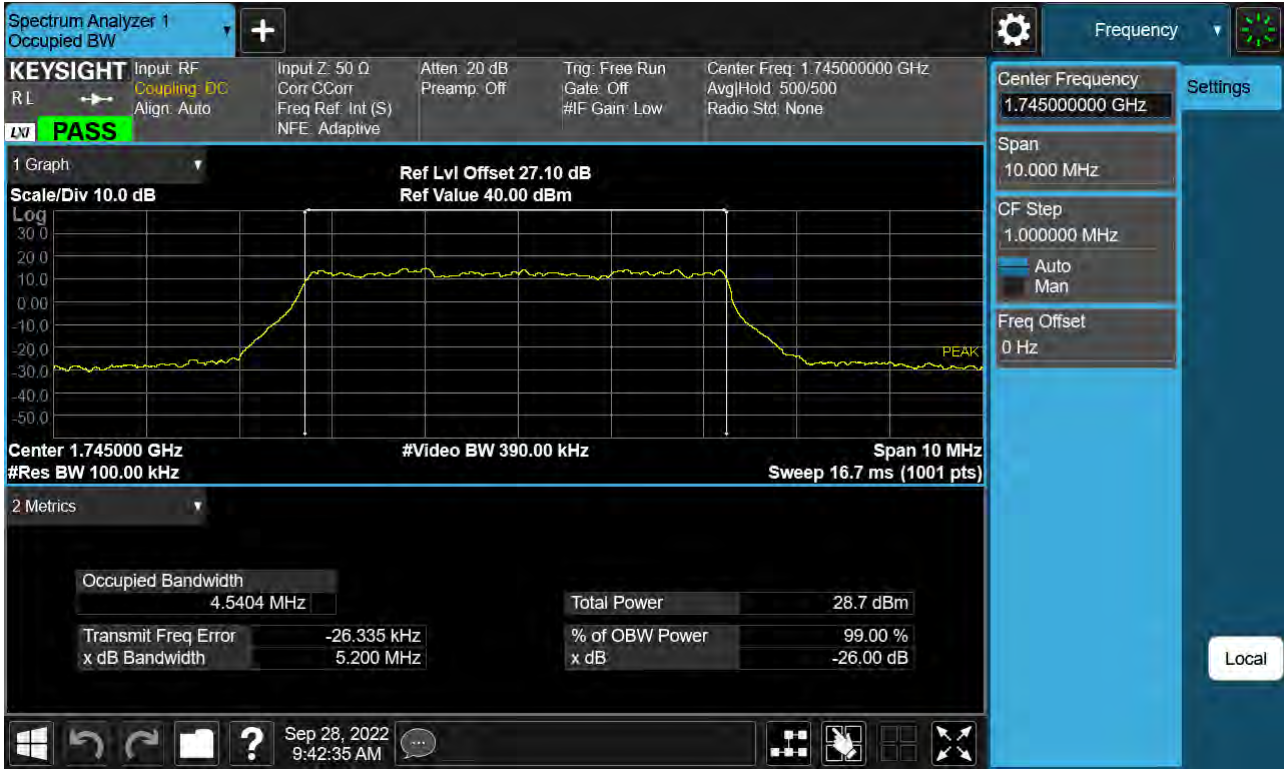 Spectrum Analyzer 1
Occupied BW
Frequency
KEYSIGHT
RL
LXI
PASS
Input: RF
Coupling: DC
Align: Auto
Input Z: 50 Ω
Corr CCorr
Freq Ref: Int (S)
NFE: Adaptive
Atten: 20 dB
Preamp: Off
Trig: Free Run
Gate: Off
#IF Gain: Low
Center Freq: 1.745000000 GHz
Avg|Hold: 500/500
Radio Std: None
1 Graph
Scale/Div 10.0 dB
Ref Lvl Offset 27.10 dB
Ref Value 40.00 dBm
Log
30.0
20.0
10.0
0.00
-10.0
-20.0
-30.0
-40.0
-50.0
PEAK
Center 1.745000 GHz
#Video BW 390.00 kHz
Span 10 MHz
#Res BW 100.00 kHz
Sweep 16.7 ms (1001 pts)
2 Metrics
Occupied Bandwidth
4.5404 MHz
Total Power 28.7 dBm
Transmit Freq Error -26.335 kHz
% of OBW Power 99.00 %
x dB Bandwidth 5.200 MHz
x dB -26.00 dB
Center Frequency
1.745000000 GHz
Settings
Span
10.000 MHz
CF Step
1.000000 MHz
Auto
Man
Freq Offset
0 Hz
Local
?
Sep 28, 2022
9:42:35 AM